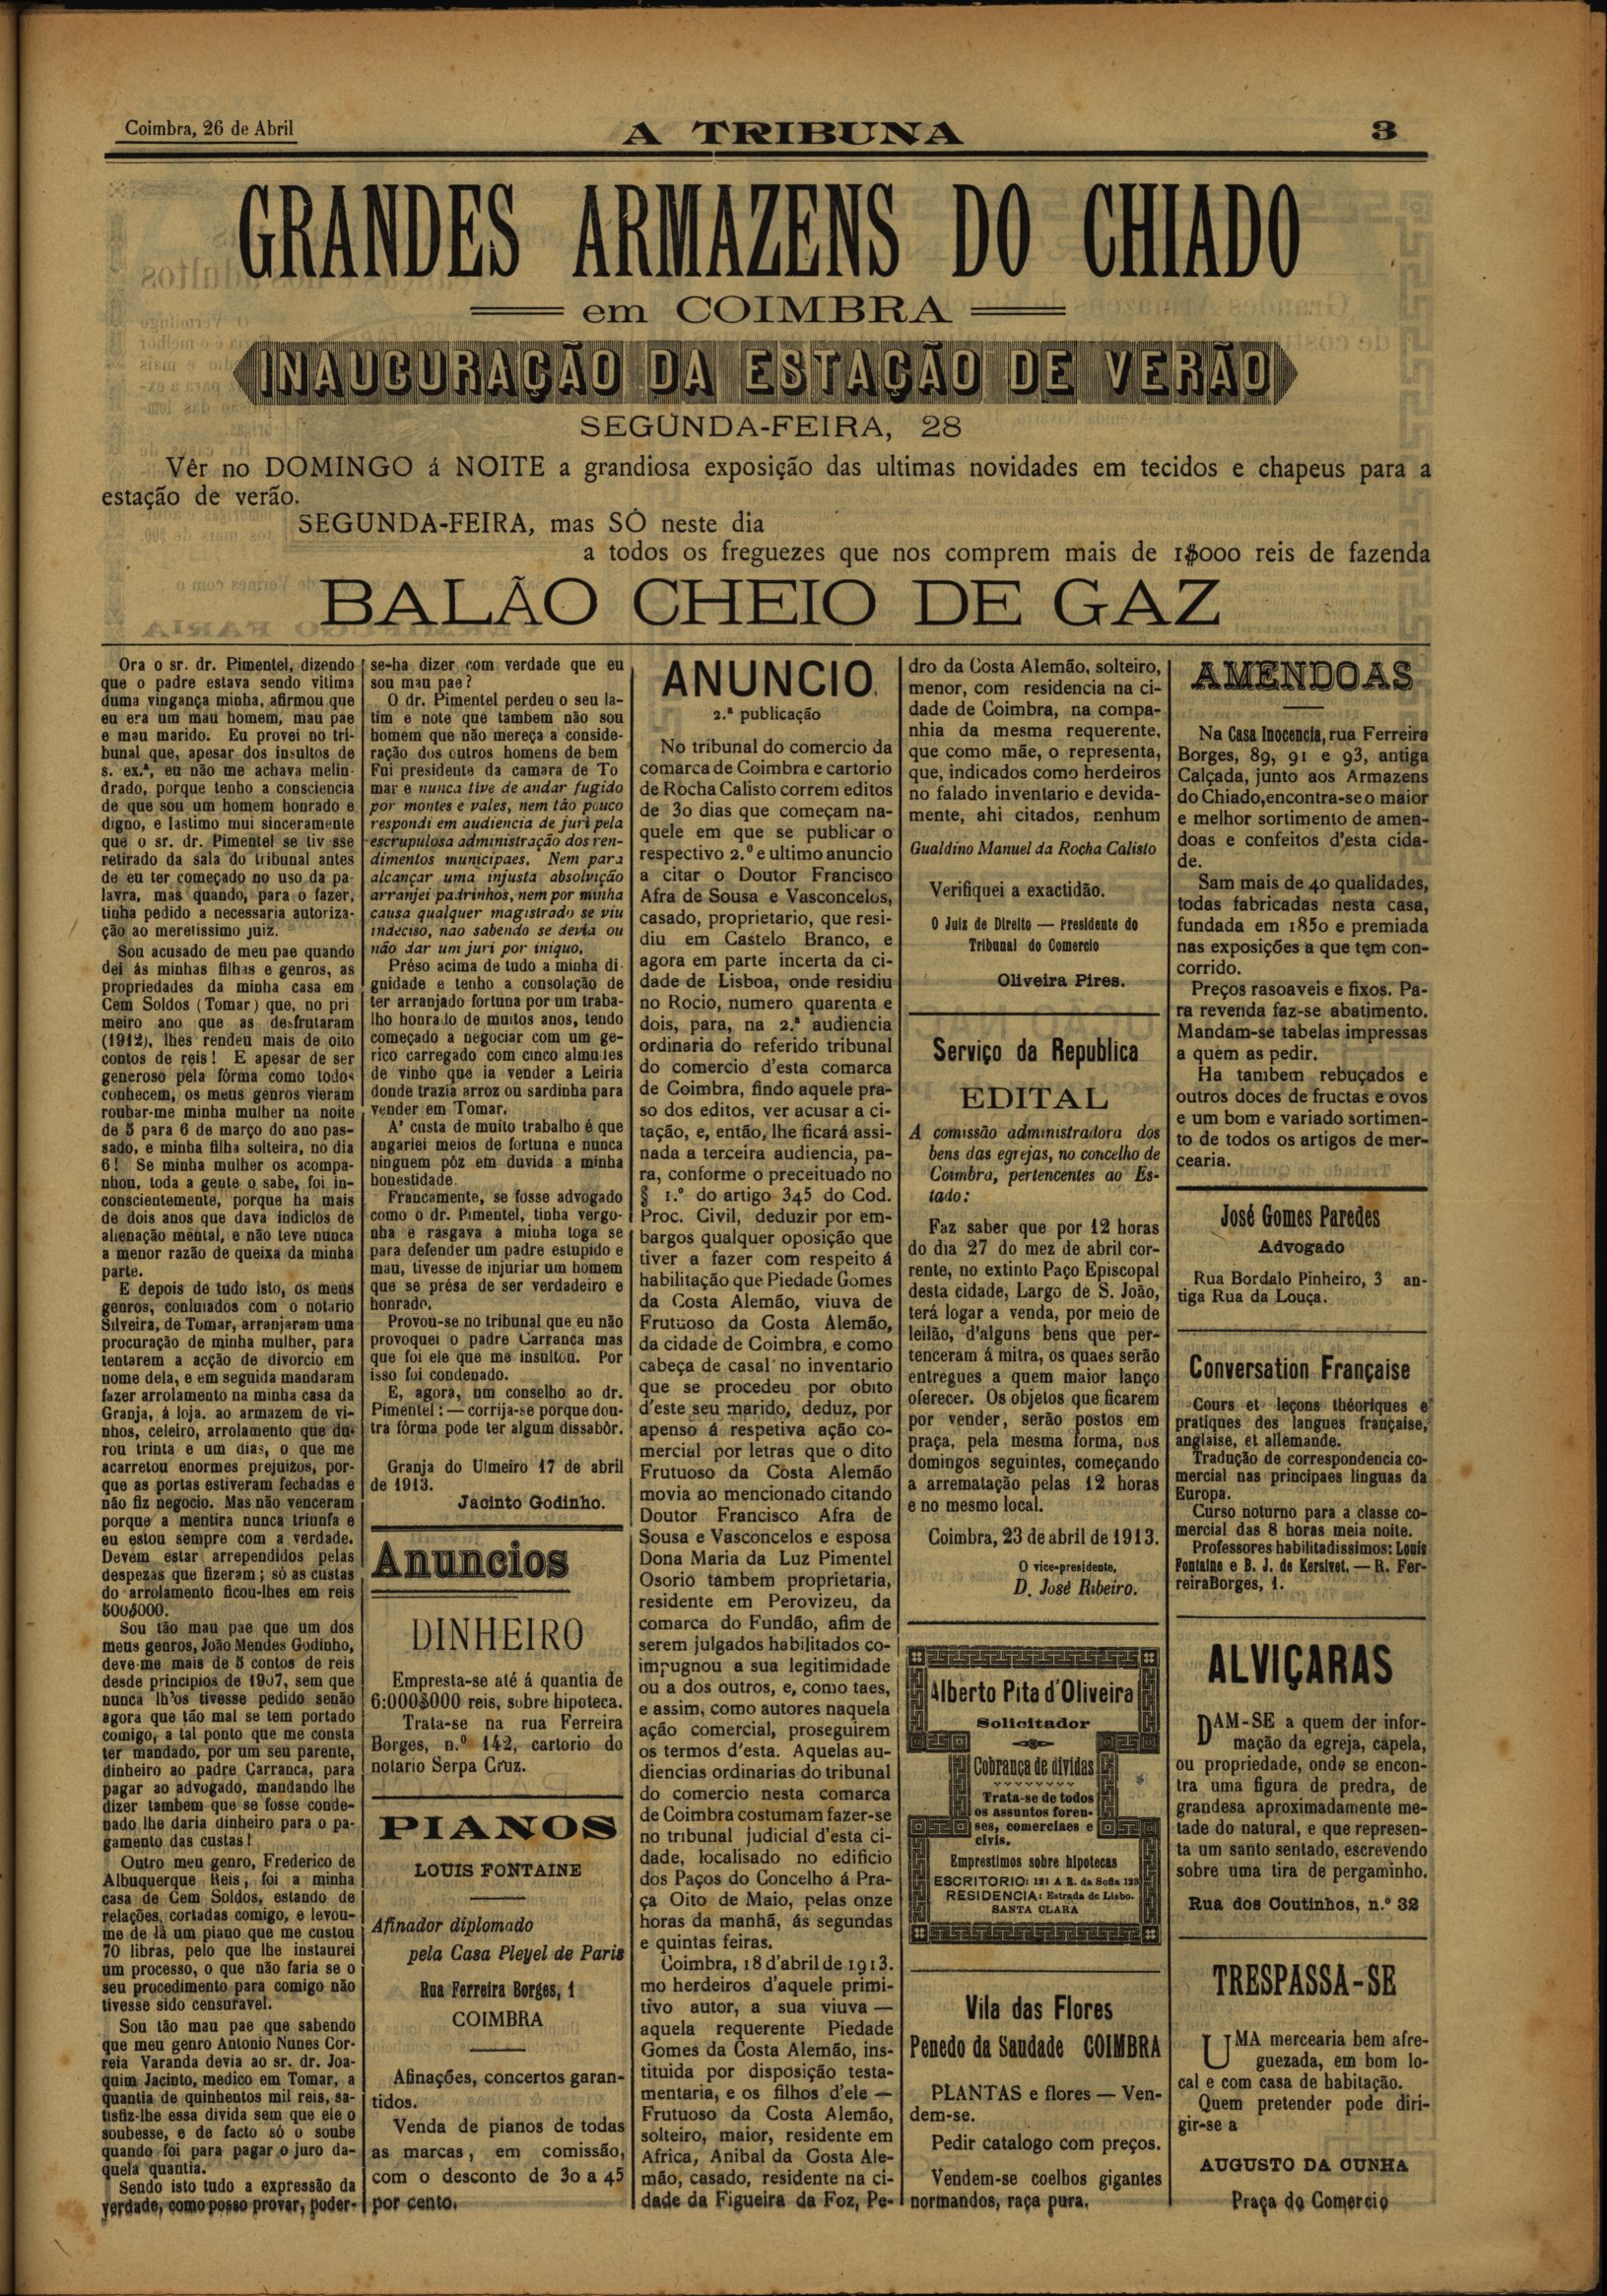 Coimbra, 26 de Abril
A TRIBUNA
3
GRANDES ARMAZENS DO CHIADO
em COIMBRA
INAUGURAÇÃO DA ESTAÇÃO DE VERÃO
SEGUNDA-FEIRA, 28
Vêr no DOMINGO á NOITE a grandiosa exposição das ultimas novidades em tecidos e chapeus para a
estação de verão.
SEGUNDA-FEIRA, mas SÓ neste dia
a todos os freguezes que nos comprem mais de 1$000 reis de fazenda
BALÃO CHEIO DE GAZ
Ora o sr. dr. Pimentel, dizendo
que o padre estava sendo vitima
duma vingança minha, afirmou que
eu era um mau homem, mau pae
e mau marido. Eu provei no tri-
bunal que, apesar dos insultos de
s. ex.ª, eu não me achava melin-
drado, porque tenho a consciencia
de que sou um homem honrado e
digno, e lastimo mui sinceramente
que o sr. dr. Pimentel se tiv sse
retirado da sala do tribunal antes
de eu ter começado no uso da pa-
lavra, mas quando, para o fazer,
tinha pedido a necessaria autoriza-
ção ao meretissimo juiz.
Sou acusado de meu pae quando
dei ás minhas filhas e genros, as
propriedades da minha casa em
Cem Soldos (Tomar) que, no pri
meiro ano que as desfrutaram
(1912), lhes rendeu mais de oito
contos de reis! E apesar de ser
generoso pela fórma como todos
conhecem, os meus genros vieram
roubar-me minha mulher na noite
de 5 para 6 de março do ano pas-
sado, e minha filha solteira, no dia
6! Se minha mulher os acompa-
nhou, toda a gente o sabe, foi in-
conscientemente, porque ha mais
de dois anos que dava indicios de
alienação mental, e não teve nunca
a menor razão de queixa da minha
parte.
E depois de tudo isto, os meus
genros, conluiados com o notario
Silveira, de Tomar, arranjaram uma
procuração de minha mulher, para
tentarem a acção de divorcio em
nome dela, e em seguida mandaram
fazer arrolamento na minha casa da
Granja, á loja. ao armazem de vi-
nhos, celeiro, arrolamento que du-
rou trinta e um dias, o que me
acarretou enormes prejuizos, por-
que as portas estiveram fechadas e
não fiz negocio. Mas não venceram
porque a mentira nunca triunfa e
eu estou sempre com a verdade.
Devem estar arrependidos pelas
despezas que fizeram; só as custas
do arrolamento ficou-lhes em reis
500$000.
Sou tão mau pae que um dos
meus genros, João Mendes Godinho,
deve-me mais de 5 contos de reis
desde principios de 1907, sem que
nunca lh'os tivesse pedido senão
agora que tão mal se tem portado
comigo, a tal ponto que me consta
ter mandado, por um seu parente,
dinheiro ao padre Carranca, para
pagar ao advogado, mandando lhe
dizer tambem que se fosse conde-
nado lhe daria dinheiro para o pa-
gamento das custas!
Outro meu genro, Frederico de
Albuquerque Reis, foi a minha
casa de Cem Soldos, estando de
relações cortadas comigo, e levou-
me de lá um piano que me custou
70 libras, pelo que lhe instaurei
um processo, o que não faria se o
seu procedimento para comigo não
tivesse sido censuravel.
Sou tão mau pae que sabendo
que meu genro Antonio Nunes Cor-
reia Varanda devia ao sr. dr. Joa-
quim Jacinto, medico em Tomar, a
quantia de quinhentos mil reis, sa-
tisfiz-lhe essa divida sem que ele o
soubesse, e de facto só o soube
quando foi para pagar o juro da-
quela quantia.
Sendo isto tudo a expressão da
verdade, como posso provar, poder-
se-ha dizer com verdade que eu
sou mau pae?
O dr. Pimentel perdeu o seu la-
tim e note que tambem não sou
homem que não mereça a conside-
ração dos outros homens de bem
Fui presidente da camara de To
mar e nunca tive de andar fugido
por montes e vales, nem tão pouco
respondi em audiencia de juri pela
escrupulosa administração dos ren-
dimentos municipaes. Nem para
alcançar uma injusta absolvição
arranjei padrinhos, nem por minha
causa qualquer magistrado se viu
indeciso, nao sabendo se devia ou
não dar um juri por iniquo.
Préso acima de tudo a minha di-
gnidade e tenho a consolação de
ter arranjado fortuna por um traba-
lho honrado de muitos anos, tendo
começado a negociar com um ge-
rico carregado com cinco almudes
de vinho que ia vender a Leiria
donde trazia arroz ou sardinha para
vender em Tomar.
A' custa de muito trabalho é que
angariei meios de fortuna e nunca
ninguem pôz em duvida a minha
honestidade.
Francamente, se fosse advogado
como o dr. Pimentel, tinha vergo-
nha e rasgava a minha toga se
para defender um padre estupido e
mau, tivesse de injuriar um homem
que se présa de ser verdadeiro e
honrado.
Provou-se no tribunal que eu não
provoquei o padre Carranca mas
que foi ele que me insultou. Por
isso foi condenado.
E, agora, um conselho ao dr.
Pimentel: — corrija-se porque dou-
tra fórma pode ter algum dissabôr.
Granja do Ulmeiro 17 de abril
de 1913.
Jacinto Godinho.
Anuncios
DINHEIRO
Empresta-se até á quantia de
6:000$000 reis, sobre hipoteca.
Trata-se na rua Ferreira
Borges, n.º 142, cartorio do
notario Serpa Cruz.
PIANOS
LOUIS FONTAINE
Afinador diplomado
pela Casa Pleyel de Paris
Rua Ferreira Borges, 1
COIMBRA
Afinações, concertos garan-
tidos.
Venda de pianos de todas
as marcas, em comissão,
com o desconto de 30 a 45
por cento.
ANUNCIO
2.ª publicação
No tribunal do comercio da
comarca de Coimbra e cartorio
de Rocha Calisto correm editos
de 30 dias que começam na-
quele em que se publicar o
respectivo 2.º e ultimo anuncio
a citar o Doutor Francisco
Afra de Sousa e Vasconcelos,
casado, proprietario, que resi-
diu em Castelo Branco, e
agora em parte incerta da ci-
dade de Lisboa, onde residiu
no Rocio, numero quarenta e
dois, para, na 2.ª audiencia
ordinaria do referido tribunal
do comercio d'esta comarca
de Coimbra, findo aquele pra-
so dos editos, ver acusar a ci-
tação, e, então, lhe ficará assi-
nada a terceira audiencia, pa-
ra, conforme o preceituado no
§ 1.º do artigo 345 do Cod.
Proc. Civil, deduzir por em-
bargos qualquer oposição que
tiver a fazer com respeito á
habilitação que Piedade Gomes
da Costa Alemão, viuva de
Frutuoso da Costa Alemão,
da cidade de Coimbra, e como
cabeça de casal no inventario
que se procedeu por obito
d'este seu marido, deduz, por
apenso á respetiva ação co-
mercial por letras que o dito
Frutuoso da Costa Alemão
movia ao mencionado citando
Doutor Francisco Afra de
Sousa e Vasconcelos e esposa
Dona Maria da Luz Pimentel
Osorio tambem proprietaria,
residente em Perovizeu, da
comarca do Fundão, afim de
serem julgados habilitados co-
impugnou a sua legitimidade
ou a dos outros, e, como taes,
e assim, como autores naquela
ação comercial, proseguirem
os termos d'esta. Aquelas au-
diencias ordinarias do tribunal
do comercio nesta comarca
de Coimbra costumam fazer-se
no tribunal judicial d'esta ci-
dade, localisado no edificio
dos Paços do Concelho á Pra-
ça Oito de Maio, pelas onze
horas da manhã, ás segundas
e quintas feiras.
Coimbra, 18 d'abril de 1913.
mo herdeiros d'aquele primi-
tivo autor, a sua viuva —
aquela requerente Piedade
Gomes da Costa Alemão, ins-
tituida por disposição testa-
mentaria, e os filhos d'ele —
Frutuoso da Costa Alemão,
solteiro, maior, residente em
Africa, Anibal da Costa Ale-
mão, casado, residente na ci-
dade da Figueira da Foz, Pe-
dro da Costa Alemão, solteiro,
menor, com residencia na ci-
dade de Coimbra, na compa-
nhia da mesma requerente,
que como mãe, o representa,
que, indicados como herdeiros
no falado inventario e devida-
mente, ahi citados, nenhum
Gualdino Manuel da Rocha Calisto
Verifiquei a exactidão.
O Juiz de Direito — Presidente do
Tribunal do Comercio
Oliveira Pires.
Serviço da Republica
EDITAL
A comissão administradora dos
bens das egrejas, no concelho de
Coimbra, pertencentes ao Es-
tado:
Faz saber que por 12 horas
do dia 27 do mez de abril cor-
rente, no extinto Paço Episcopal
desta cidade, Largo de S. João,
terá logar a venda, por meio de
leilão, d'alguns bens que per-
tenceram á mitra, os quaes serão
entregues a quem maior lanço
oferecer. Os objetos que ficarem
por vender, serão postos em
praça, pela mesma forma, nos
domingos seguintes, começando
a arrematação pelas 12 horas
e no mesmo local.
Coimbra, 23 de abril de 1913.
O vice-presidente,
D. José Ribeiro.
Alberto Pita d'Oliveira
Solicitador
Cobrança de dividas
Trata-se de todos
os assuntos foren-
ses, comerciaes e
civis.
Emprestimos sobre hipotecas
ESCRITORIO: 121 A R. da Sofia 123
RESIDENCIA: Estrada de Lisbo.
SANTA CLARA
Vila das Flores
Penedo da Saudade COIMBRA
PLANTAS e flores — Ven-
dem-se.
Pedir catalogo com preços.
Vendem-se coelhos gigantes
normandos, raça pura.
AMENDOAS
Na Casa Inocencia, rua Ferreira
Borges, 89, 91 e 93, antiga
Calçada, junto aos Armazens
do Chiado,encontra-se o maior
e melhor sortimento de amen-
doas e confeitos d'esta cida-
de.
Sam mais de 40 qualidades,
todas fabricadas nesta casa,
fundada em 1850 e premiada
nas exposições a que tem con-
corrido.
Preços rasoaveis e fixos. Pa-
ra revenda faz-se abatimento.
Mandam-se tabelas impressas
a quem as pedir.
Ha tambem rebuçados e
outros doces de fructas e ovos
e um bom e variado sortimen-
to de todos os artigos de mer-
cearia.
José Gomes Paredes
Advogado
Rua Bordalo Pinheiro, 3 an-
tiga Rua da Louça.
Conversation Française
Cours et leçons théoriques e
pratiques des langues française,
anglaise, et allemande.
Tradução de correspondencia co-
mercial nas principaes linguas da
Europa.
Curso noturno para a classe co-
mercial das 8 horas meia noite.
Professores habilitadissimos: Louis
Fontaine e B. J. de Kersivet. — R. Fer-
reiraBorges, 1.
ALVIÇARAS
DAM-SE a quem der infor-
mação da egreja, capela,
ou propriedade, onde se encon-
tra uma figura de predra, de
grandesa aproximadamente me-
tade do natural, e que represen-
ta um santo sentado, escrevendo
sobre uma tira de pergaminho.
Rua dos Coutinhos, n.º 32
TRESPASSA-SE
UMA mercearia bem afre-
guezada, em bom lo-
cal e com casa de habitação.
Quem pretender pode diri-
gir-se a
AUGUSTO DA CUNHA
Praça do Comercio